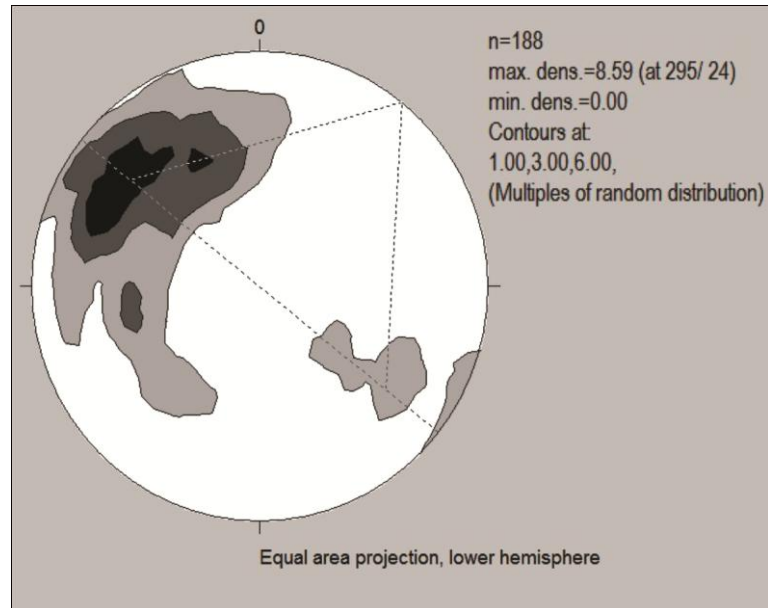 0
n=188
max. dens.=8.59 (at 295/ 24)
min. dens.=0.00
Contours at:
1.00,3.00,6.00,
(Multiples of random distribution)
Equal area projection, lower hemisphere